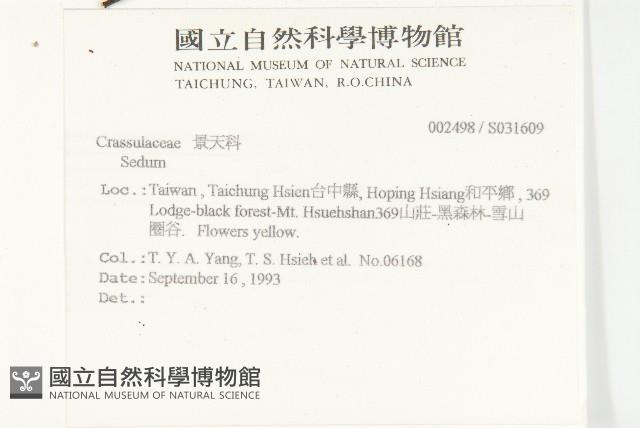 國立自然科學博物館
NATIONAL MUSEUM OF NATURAL SCIENCE
TAICHUNG, TAIWAN, R.O.CHINA
002498 / S031609
Crassulaceae 景天科
Sedum
Loc.:Taiwan , Taichung Hsien台中縣, Hoping Hsiang和平鄉 , 369
Lodge-black forest-Mt. Hsuehshan369山莊-黑森林-雪山
圈谷. Flowers yellow.
Col.:T. Y. A. Yang, T. S. Hsieh et al. No.06168
Date:September 16 , 1993
Det.:
國立自然科學博物館
NATIONAL MUSEUM OF NATURAL SCIENCE